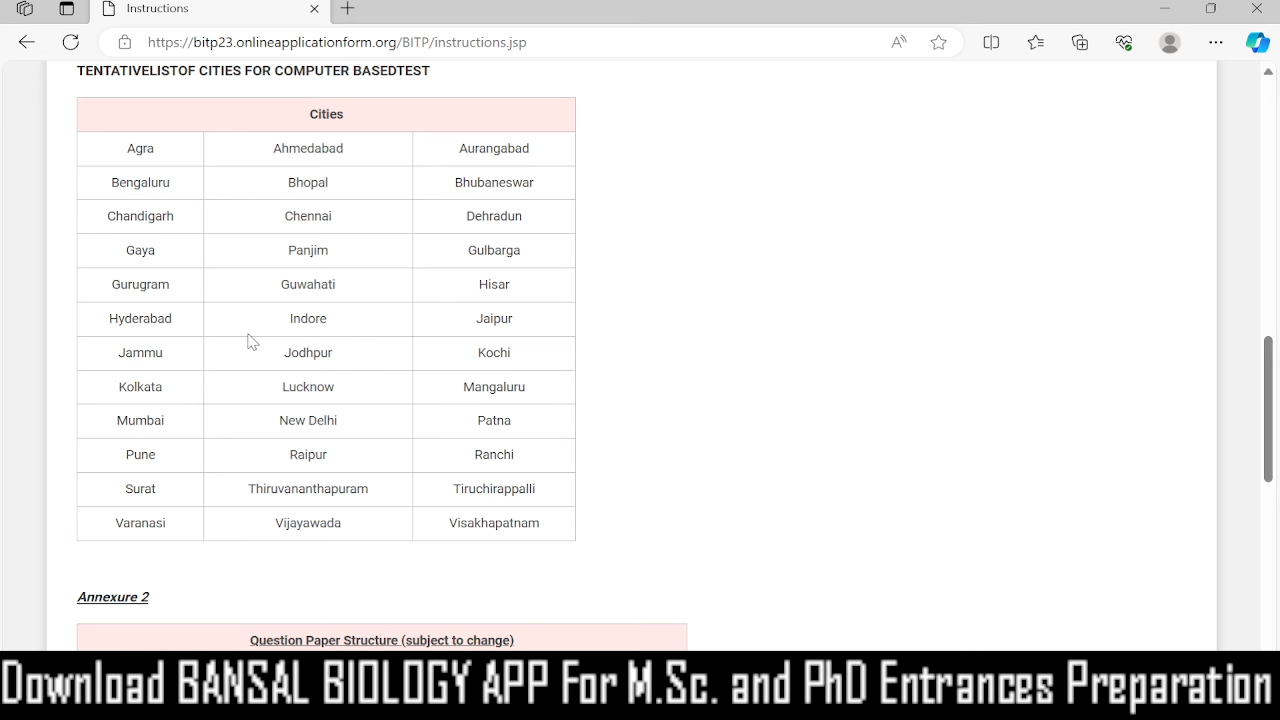 Instructions
https://bitp23.onlineapplicationform.org/BITP/instructions.jsp
TENTATIVELISTOF CITIES FOR COMPUTER BASEDTEST
Cities
Agra Ahmedabad Aurangabad
Bengaluru Bhopal Bhubaneswar
Chandigarh Chennai Dehradun
Gaya Panjim Gulbarga
Gurugram Guwahati Hisar
Hyderabad Indore Jaipur
Jammu Jodhpur Kochi
Kolkata Lucknow Mangaluru
Mumbai New Delhi Patna
Pune Raipur Ranchi
Surat Thiruvananthapuram Tiruchirappalli
Varanasi Vijayawada Visakhapatnam
Annexure 2
Question Paper Structure (subject to change)
Download BANSAL BIOLOGY APP For M.Sc. and PhD Entrances Preparation